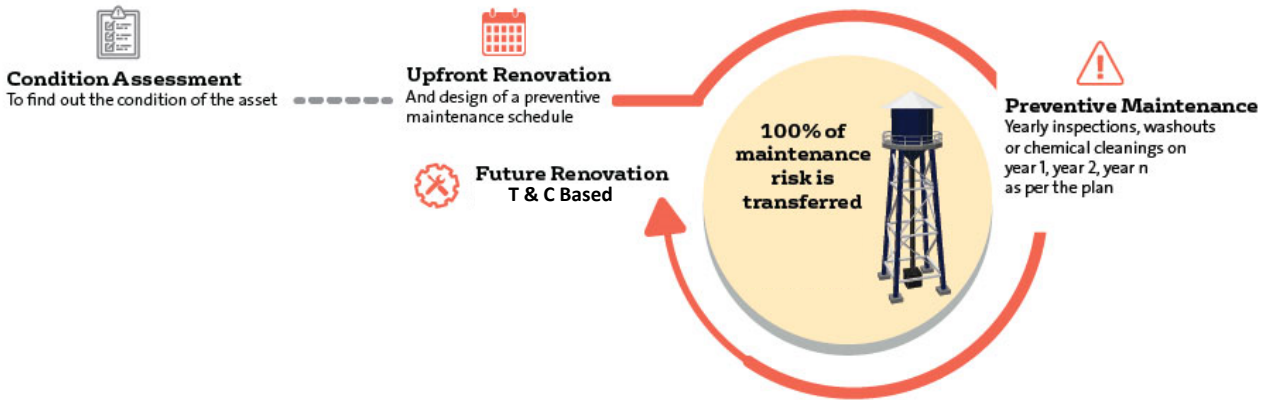 Condition Assessment
To find out the condition of the asset
Upfront Renovation
And design of a preventive
maintenance schedule
Future Renovation
T & C Based
100% of
maintenance
risk is
transferred
Preventive Maintenance
Yearly inspections, washouts
or chemical cleanings on
year 1, year 2, year n
as per the plan